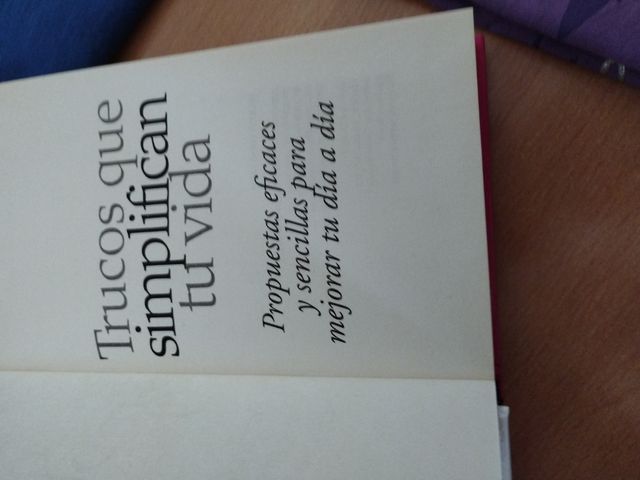 Trucos que
simplifican
tu vida
Propuestas eficaces
y sencillas para
mejorar tu día a día